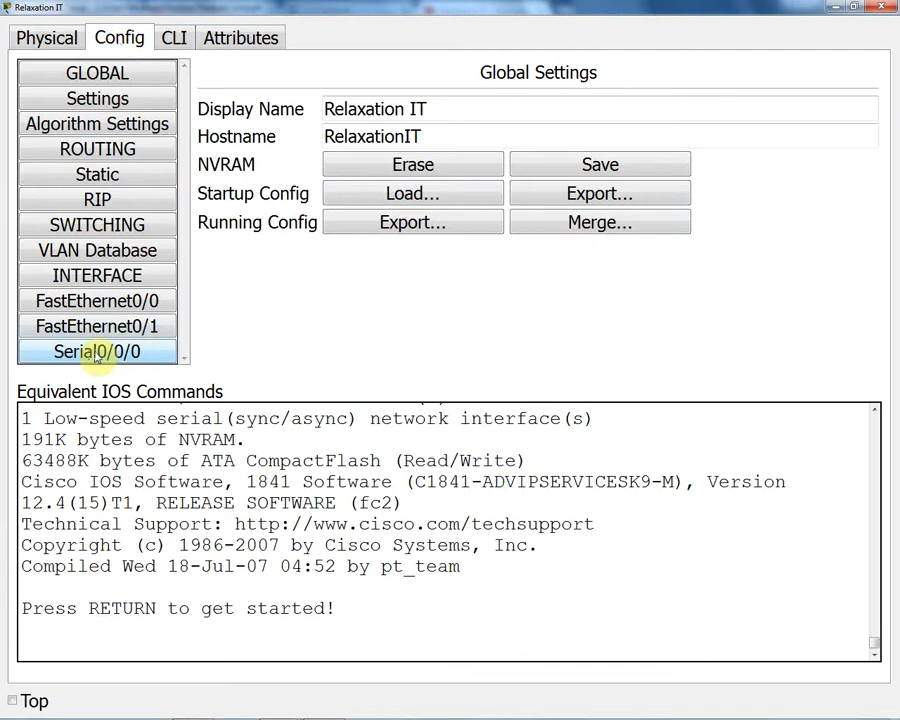 Relaxation IT
Physical
Config
CLI
Attributes
GLOBAL
Settings
Algorithm Settings
ROUTING
Static
RIP
SWITCHING
VLAN Database
INTERFACE
FastEthernet0/0
FastEthernet0/1
Serial0/0/0
Global Settings
Display Name Relaxation IT
Hostname RelaxationIT
NVRAM Erase Save
Startup Config Load... Export...
Running Config Export... Merge...
Equivalent IOS Commands
1 Low-speed serial(sync/async) network interface(s)
191K bytes of NVRAM.
63488K bytes of ATA CompactFlash (Read/Write)
Cisco IOS Software, 1841 Software (C1841-ADVIPSERVICESK9-M), Version
12.4(15)T1, RELEASE SOFTWARE (fc2)
Technical Support: http://www.cisco.com/techsupport
Copyright (c) 1986-2007 by Cisco Systems, Inc.
Compiled Wed 18-Jul-07 04:52 by pt_team
Press RETURN to get started!
Top